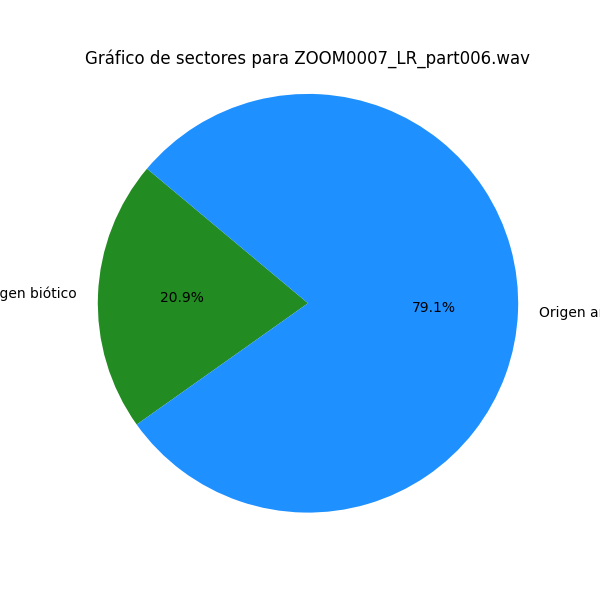 Gráfico de sectores para ZOOM0007_LR_part006.wav
gen biótico
20.9%
79.1%
Origen